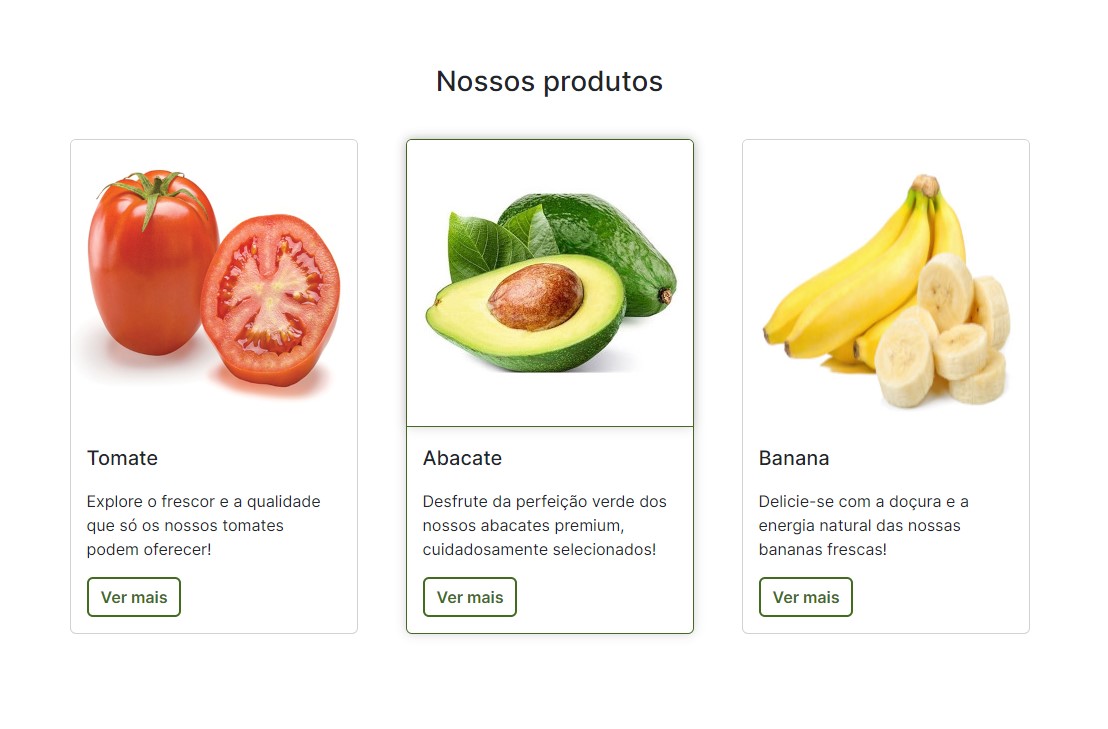 Nossos produtos
Tomate
Explore o frescor e a qualidade
que só os nossos tomates
podem oferecer!
Ver mais
Abacate
Desfrute da perfeição verde dos
nossos abacates premium,
cuidadosamente selecionados!
Ver mais
Banana
Delicie-se com a doçura e a
energia natural das nossas
bananas frescas!
Ver mais